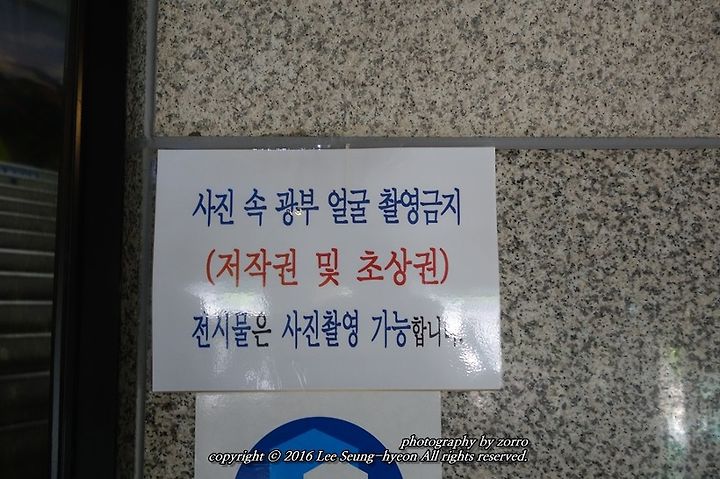 사진 속 광부 얼굴 촬영금지
(저작권 및 초상권)
전시물은 사진촬영 가능합니다.
photography by zorro
copyright © 2016 Lee Seung-hyeon All rights reserved.